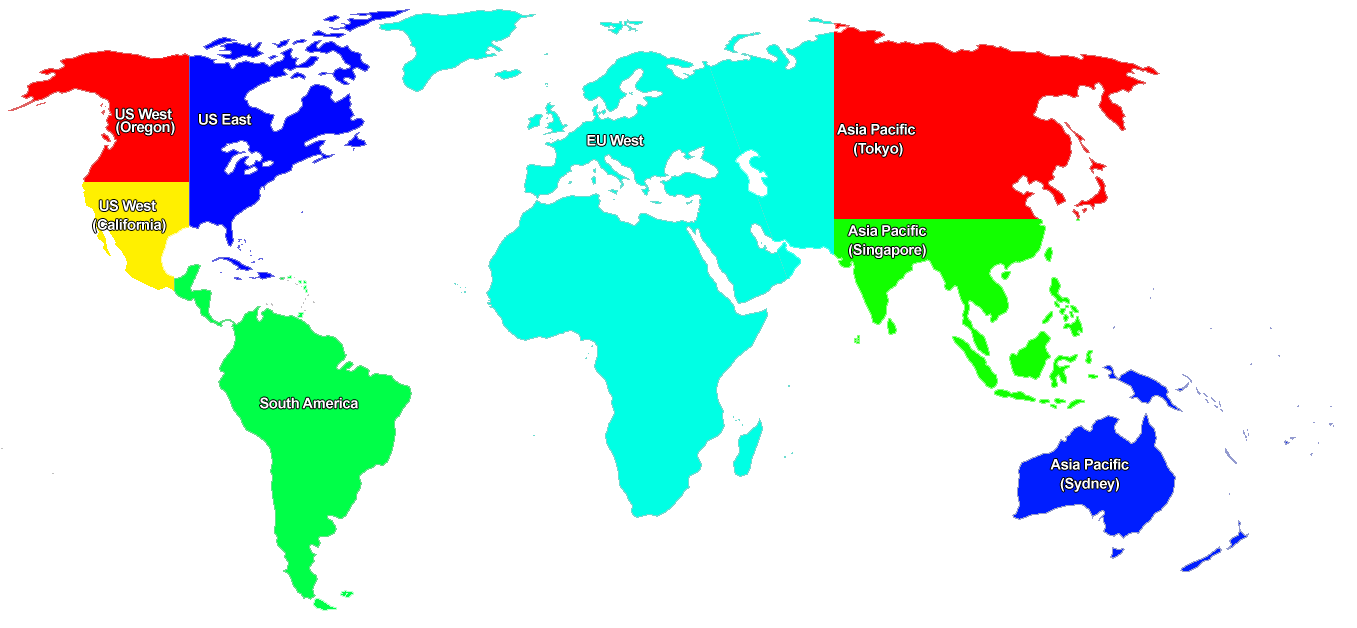 US West
(Oregon)
US East
US West
(California)
South America
EU West
Asia Pacific
(Tokyo)
Asia Pacific
(Singapore)
Asia Pacific
(Sydney)